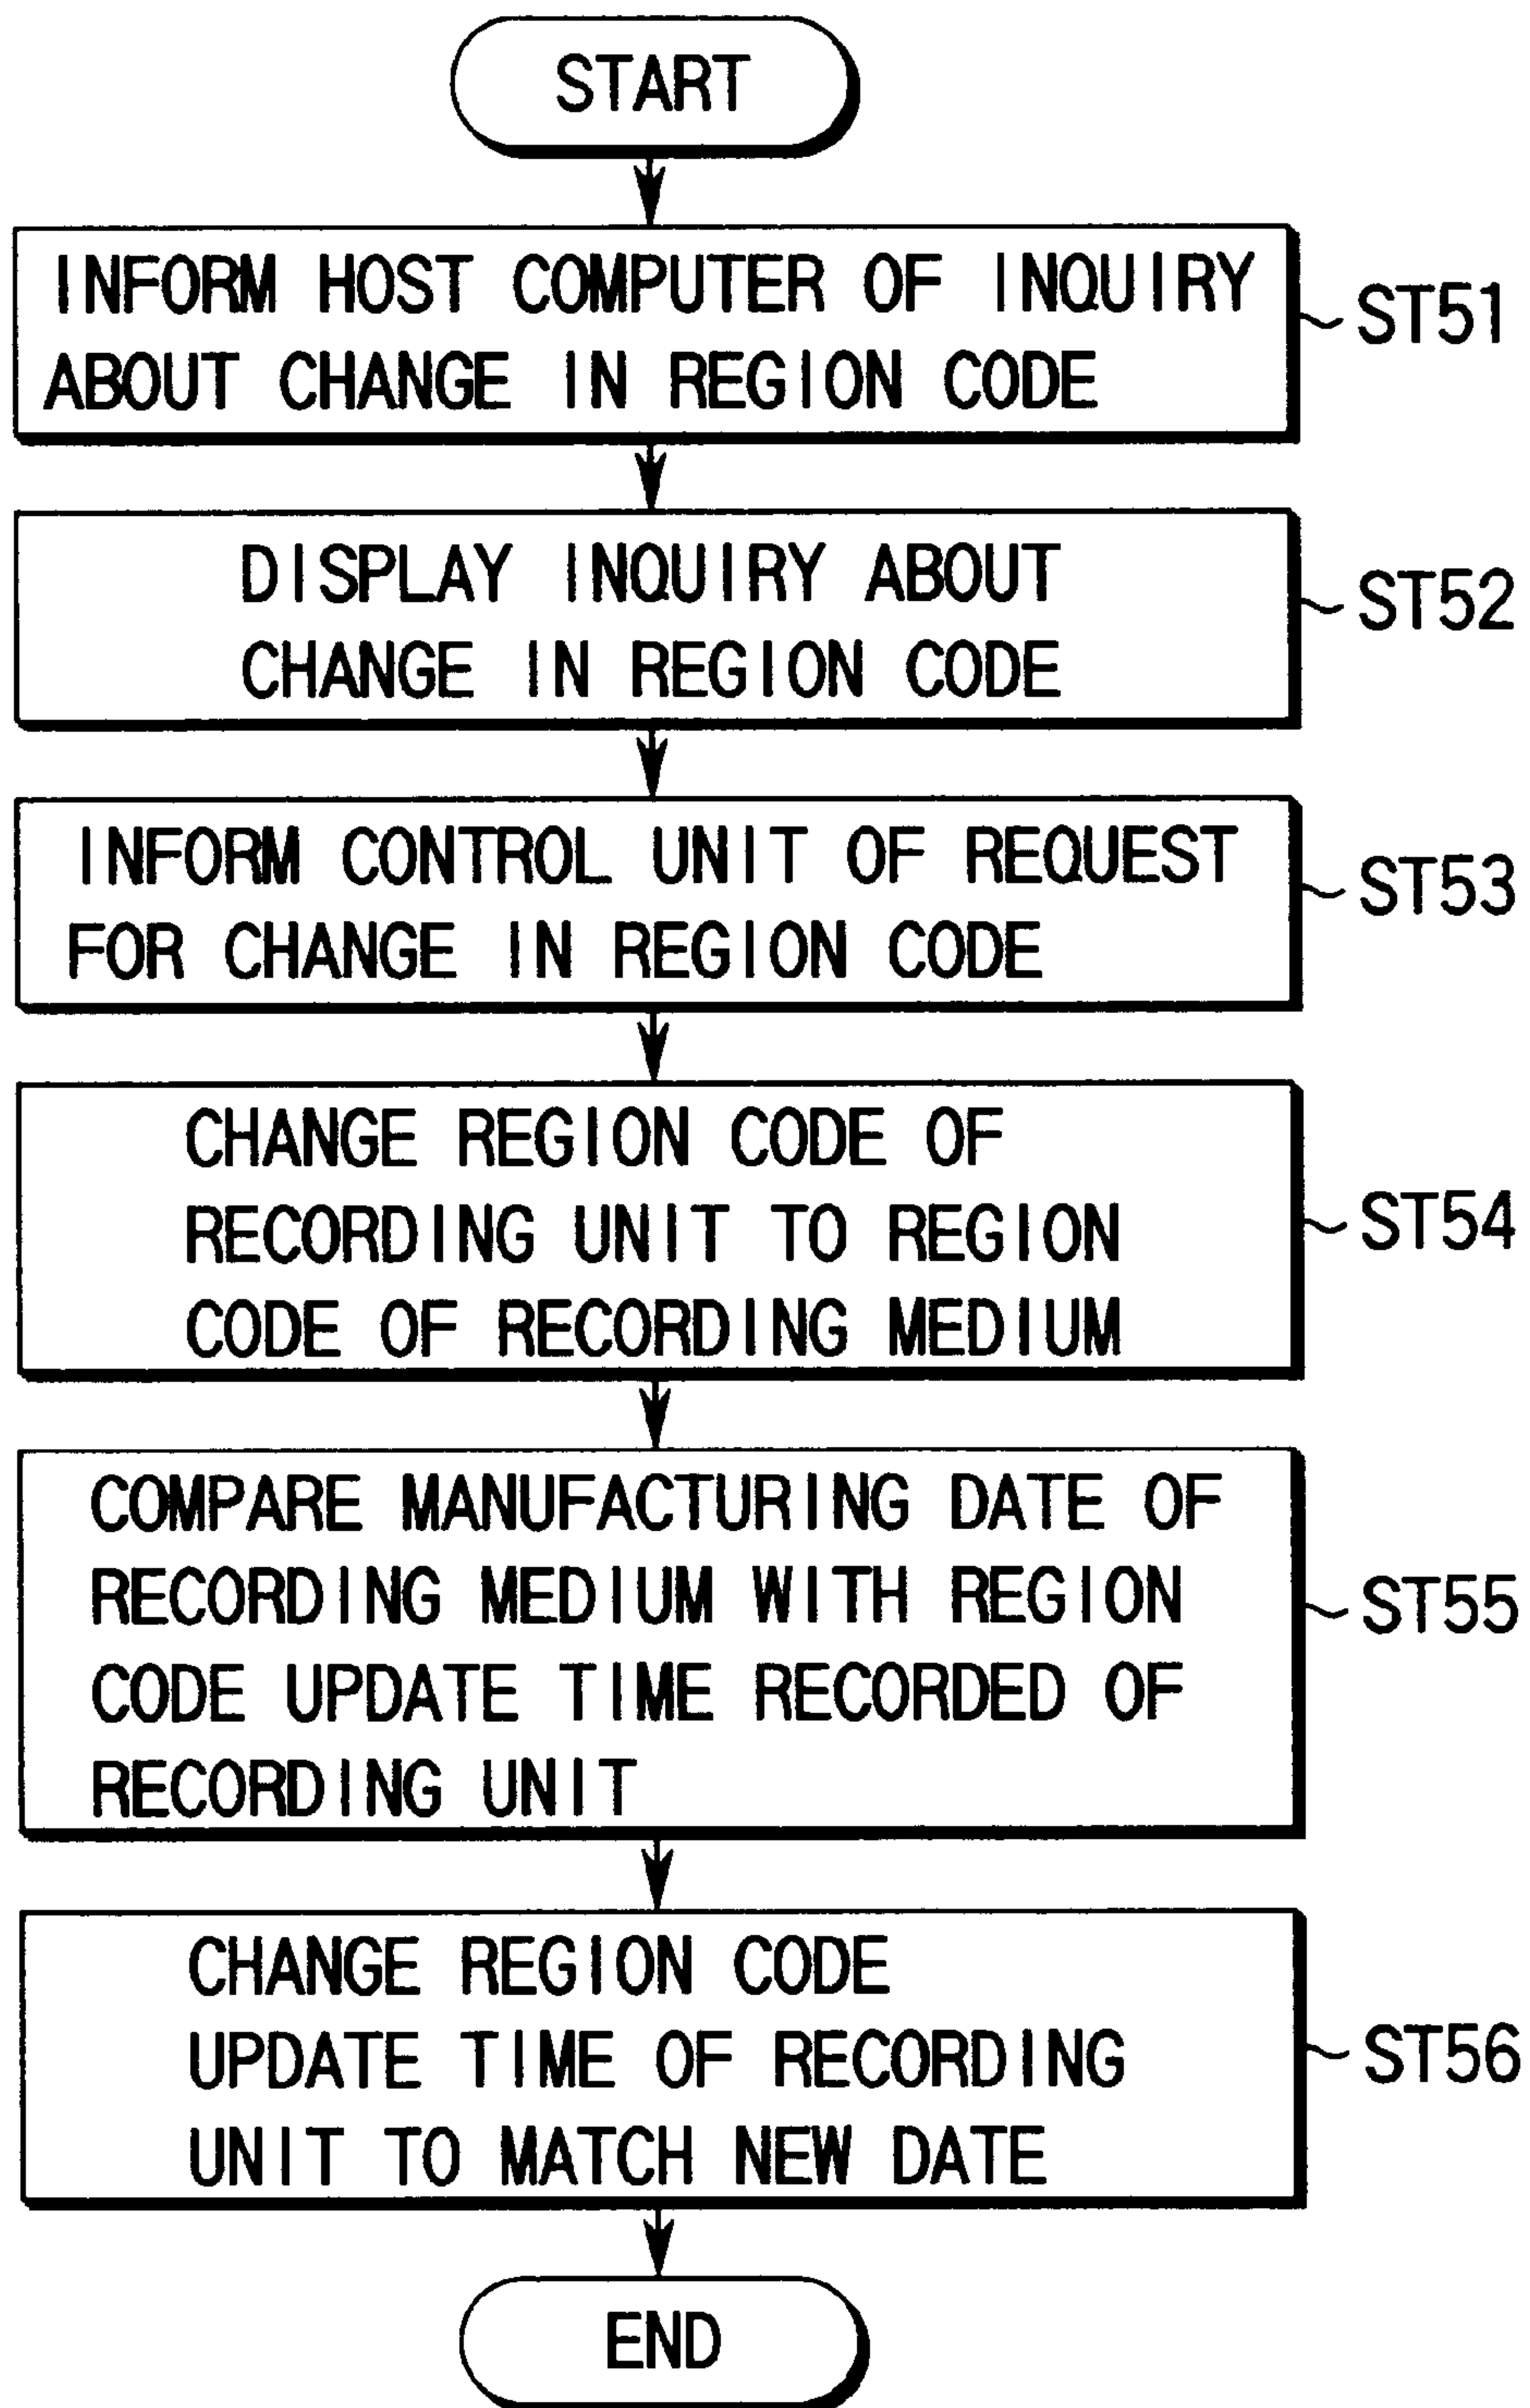 START
INFORM HOST COMPUTER OF INQUIRY
ABOUT CHANGE IN REGION CODE
ST51
DISPLAY INQUIRY ABOUT
CHANGE IN REGION CODE
ST52
INFORM CONTROL UNIT OF REQUEST
FOR CHANGE IN REGION CODE
ST53
CHANGE REGION CODE OF
RECORDING UNIT TO REGION
CODE OF RECORDING MEDIUM
ST54
COMPARE MANUFACTURING DATE OF
RECORDING MEDIUM WITH REGION
CODE UPDATE TIME RECORDED OF
RECORDING UNIT
ST55
CHANGE REGION CODE
UPDATE TIME OF RECORDING
UNIT TO MATCH NEW DATE
ST56
END